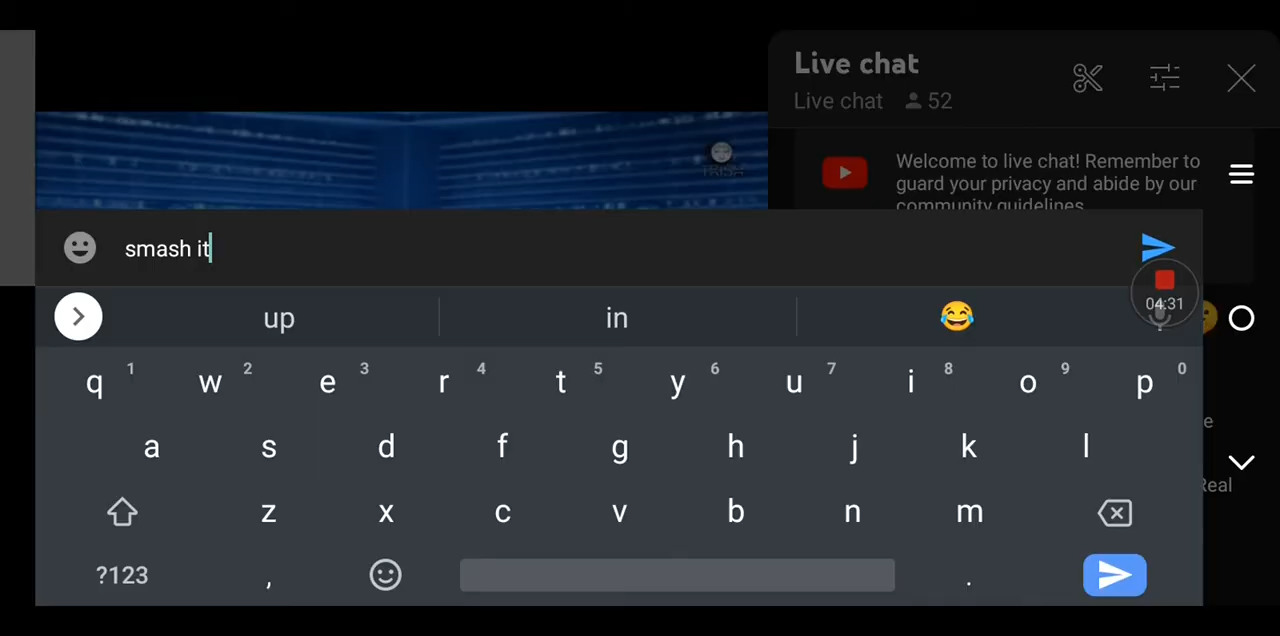 Live chat
Live chat 52
TRISHA
Welcome to live chat! Remember to
guard your privacy and abide by our
community guidelines
smash it
04:31
up in 😂
q 1 w 2 e 3 r 4 t 5 y 6 u 7 i 8 o 9 p 0
a s d f g h j k l
z x c v b n m
?123 , .
e
Real